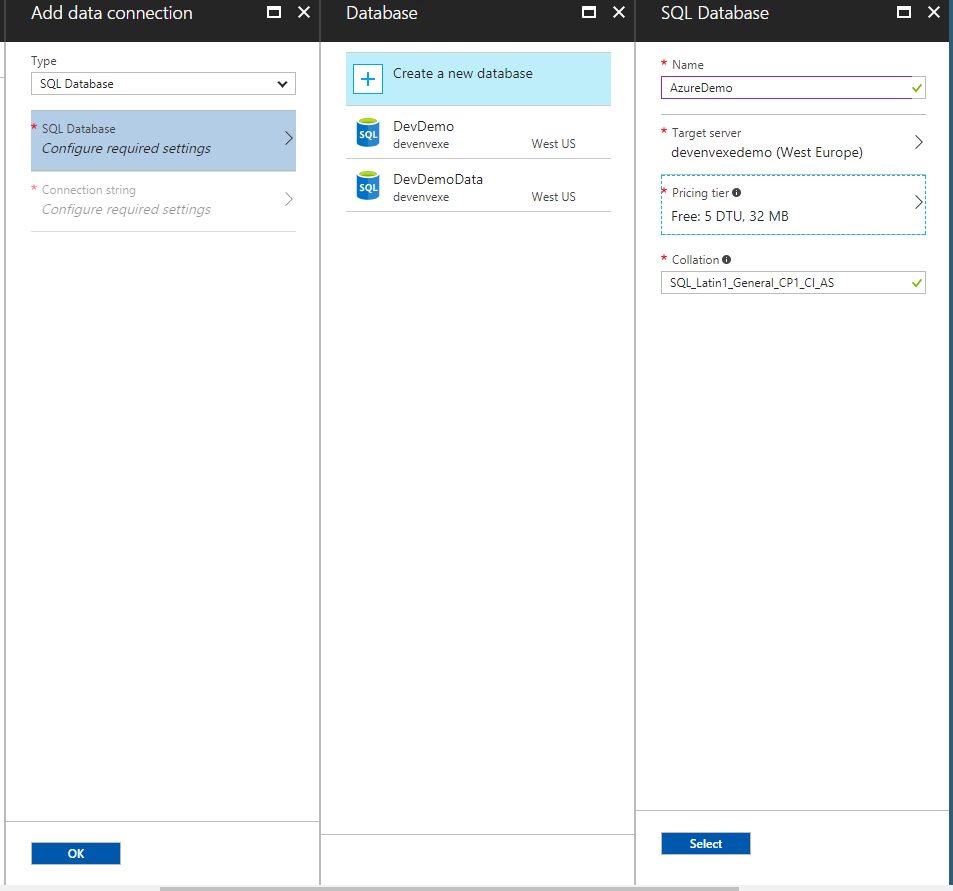 Add data connection
Type
SQL Database
* SQL Database
Configure required settings
* Connection string
Configure required settings
OK
Database
Create a new database
SQL
DevDemo
devenvexe
West US
SQL
DevDemoData
devenvexe
West US
SQL Database
* Name
AzureDemo
* Target server
devenvexedemo (West Europe)
* Pricing tier
Free: 5 DTU, 32 MB
* Collation
SQL_Latin1_General_CP1_CI_AS
Select